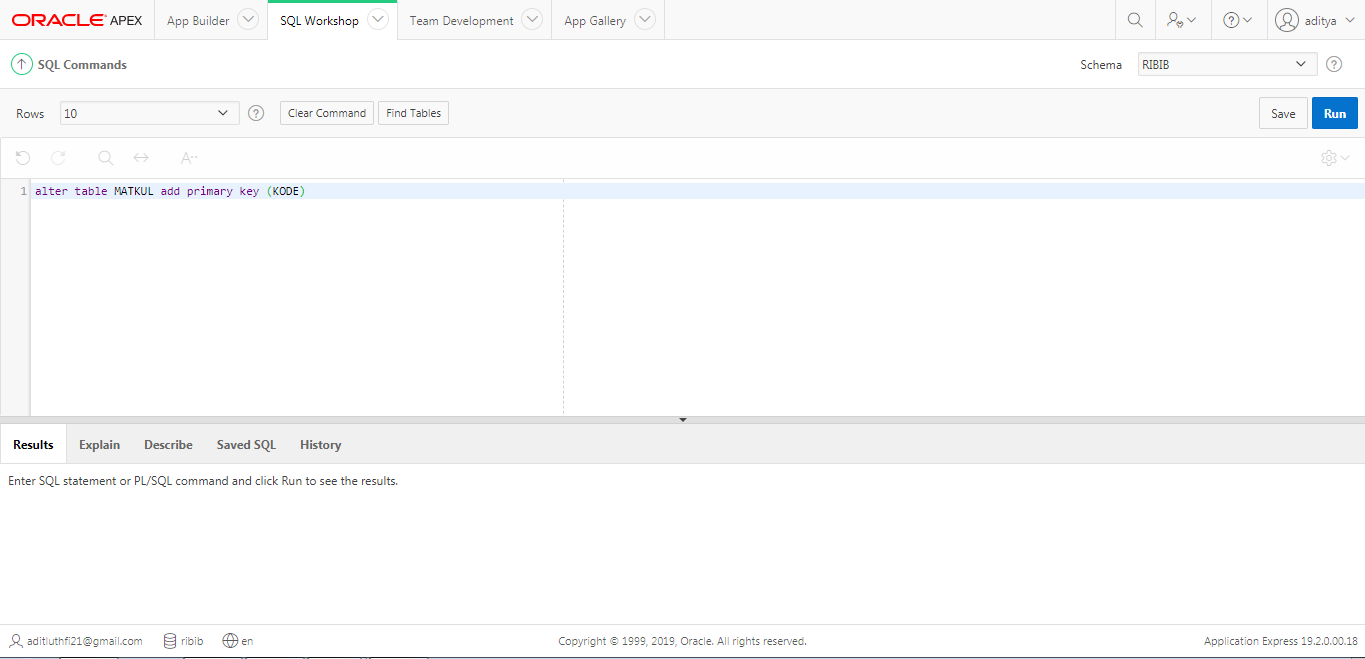 ORACLE APEX App Builder SQL Workshop Team Development App Gallery aditya
SQL Commands Schema RIBIB
Rows 10 Clear Command Find Tables Save Run
A··
1 alter table MATKUL add primary key (KODE)
Results Explain Describe Saved SQL History
Enter SQL statement or PL/SQL command and click Run to see the results.
aditluthfi21@gmail.com ribib en Copyright © 1999, 2019, Oracle. All rights reserved. Application Express 19.2.0.00.18